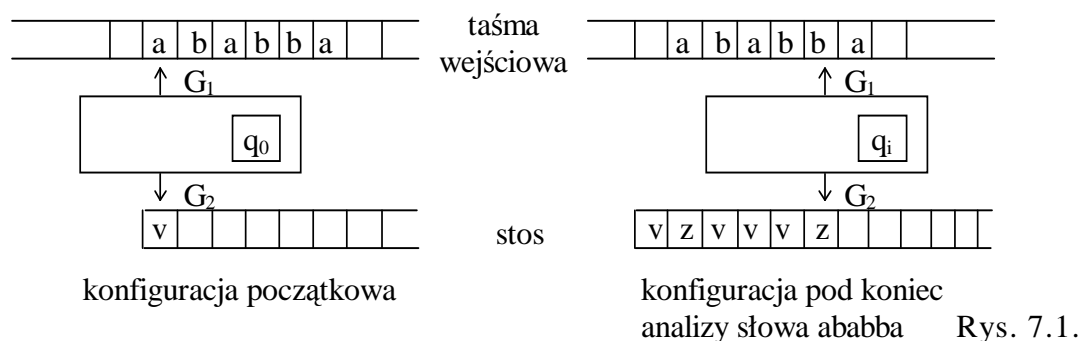 a b a b b a
taśma
wejściowa
a b a b b a
G1
G1
q0
qi
G2
G2
v
stos
v z v v v z
konfiguracja początkowa
konfiguracja pod koniec
analizy słowa ababba
Rys. 7.1.